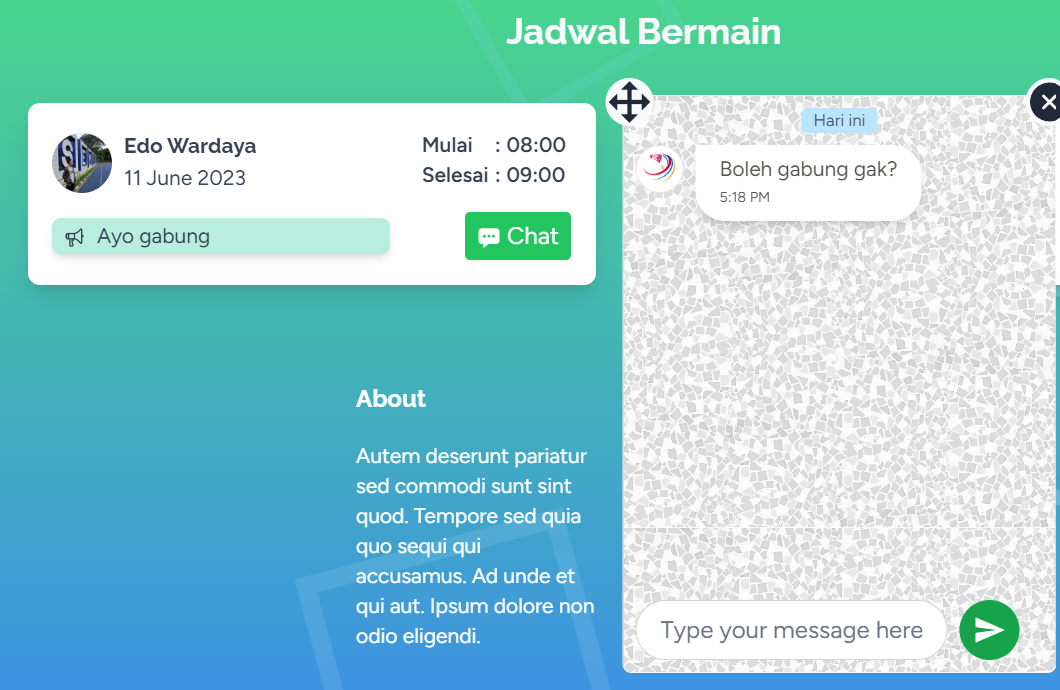 Jadwal Bermain
Edo Wardaya
11 June 2023
Mulai : 08:00
Selesai : 09:00
Ayo gabung
Chat
About
Autem deserunt pariatur
sed commodi sunt sint
quod. Tempore sed quia
quo sequi qui
accusamus. Ad unde et
qui aut. Ipsum dolore non
odio eligendi.
Hari ini
Boleh gabung gak?
5:18 PM
Type your message here